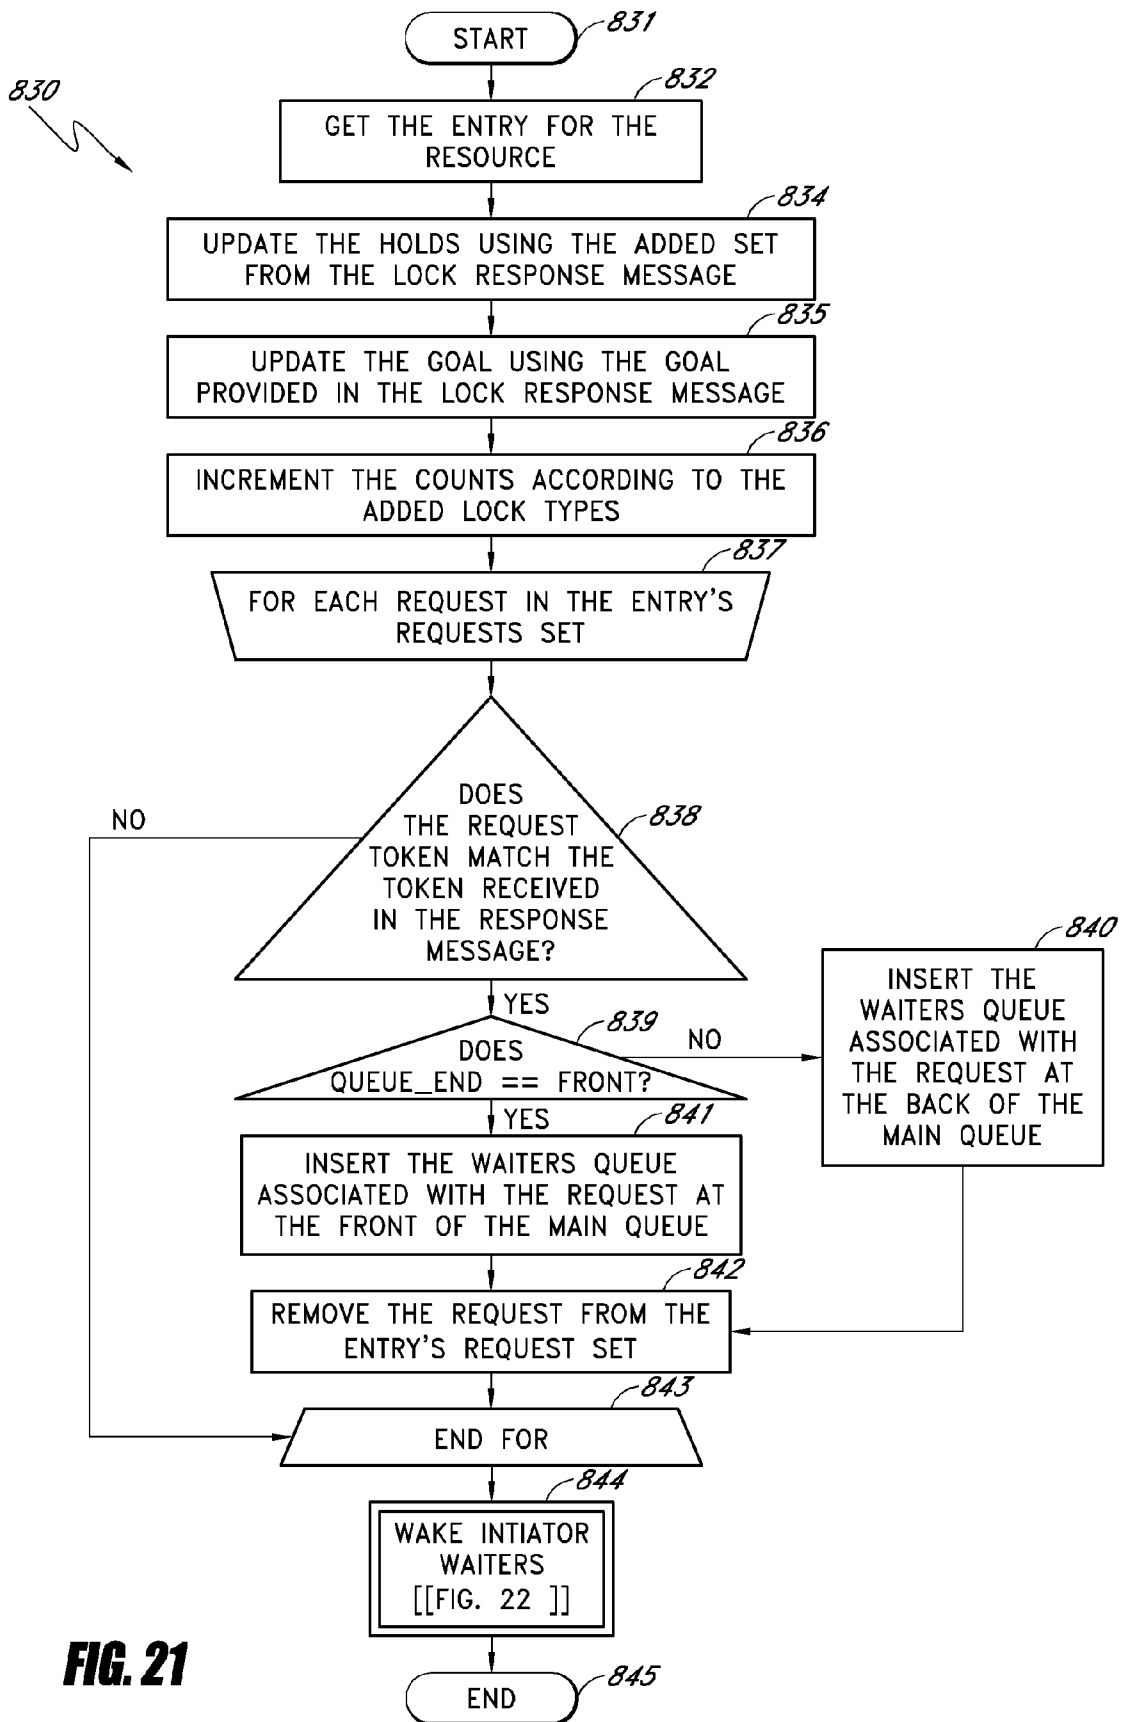 START
831
830
832
GET THE ENTRY FOR THE
RESOURCE
834
UPDATE THE HOLDS USING THE ADDED SET
FROM THE LOCK RESPONSE MESSAGE
835
UPDATE THE GOAL USING THE GOAL
PROVIDED IN THE LOCK RESPONSE MESSAGE
836
INCREMENT THE COUNTS ACCORDING TO THE
ADDED LOCK TYPES
837
FOR EACH REQUEST IN THE ENTRY'S
REQUESTS SET
838
DOES
THE REQUEST
TOKEN MATCH THE
TOKEN RECEIVED
IN THE RESPONSE
MESSAGE?
NO
YES
839
DOES
QUEUE_END == FRONT?
NO
840
INSERT THE
WAITERS QUEUE
ASSOCIATED WITH
THE REQUEST AT
THE BACK OF THE
MAIN QUEUE
YES
841
INSERT THE WAITERS QUEUE
ASSOCIATED WITH THE REQUEST AT
THE FRONT OF THE MAIN QUEUE
842
REMOVE THE REQUEST FROM THE
ENTRY'S REQUEST SET
843
END FOR
844
WAKE INTIATOR
WAITERS
[[FIG. 22 ]]
END
845
FIG. 21